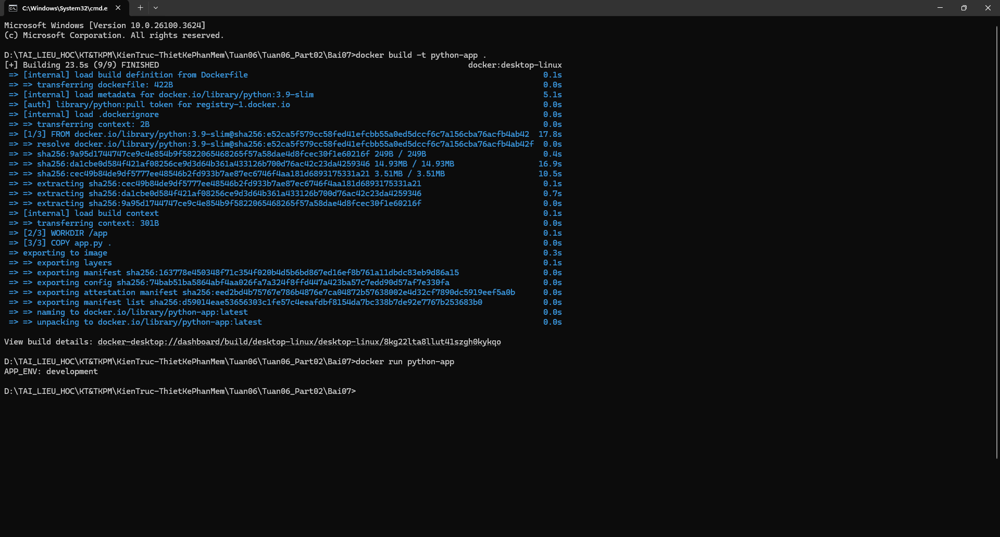 C:\Windows\System32\cmd.e
Microsoft Windows [Version 10.0.26100.3624]
(c) Microsoft Corporation. All rights reserved.
D:\TAI_LIEU_HOC\KT&TKPM\KienTruc-ThietKePhanMem\Tuan06\Tuan06_Part02\Bai07>docker build -t python-app .
[+] Building 23.5s (9/9) FINISHED docker:desktop-linux
=> [internal] load build definition from Dockerfile 0.1s
=> => transferring dockerfile: 422B 0.0s
=> [internal] load metadata for docker.io/library/python:3.9-slim 5.1s
=> [auth] library/python:pull token for registry-1.docker.io 0.0s
=> [internal] load .dockerignore 0.0s
=> => transferring context: 2B 0.0s
=> [1/3] FROM docker.io/library/python:3.9-slim@sha256:e52ca5f579cc58fed41efcbb55a0ed5dccf6c7a156cba76acfb4ab42 17.8s
=> => resolve docker.io/library/python:3.9-slim@sha256:e52ca5f579cc58fed41efcbb55a0ed5dccf6c7a156cba76acfb4ab42f 0.0s
=> => sha256:9a95d1744747ce9c4e854b9f5822065468265f57a58dae4d8fcec30f1e60216f 249B / 249B 0.4s
=> => sha256:da1cbe0d584f421af08256ce9d3d64b361a433126b700d76ac42c23da4259346 14.93MB / 14.93MB 16.9s
=> => sha256:cec49b84de9df5777ee48546b2fd933b7ae87ec6746f4aa181d6893175331a21 3.51MB / 3.51MB 10.5s
=> => extracting sha256:cec49b84de9df5777ee48546b2fd933b7ae87ec6746f4aa181d6893175331a21 0.1s
=> => extracting sha256:da1cbe0d584f421af08256ce9d3d64b361a433126b700d76ac42c23da4259346 0.7s
=> => extracting sha256:9a95d1744747ce9c4e854b9f5822065468265f57a58dae4d8fcec30f1e60216f 0.0s
=> [internal] load build context 0.1s
=> => transferring context: 301B 0.0s
=> [2/3] WORKDIR /app 0.1s
=> [3/3] COPY app.py . 0.0s
=> exporting to image 0.3s
=> => exporting layers 0.1s
=> => exporting manifest sha256:163778e450348f71c354f020b4d5b6bd867ed16ef8b761a11dbdc83eb9d86a15 0.0s
=> => exporting config sha256:74bab51ba5864abf4aa026fa7a324f8ffd447a423ba57c7edd90d57af7e330fa 0.0s
=> => exporting attestation manifest sha256:eed2bd4b75767e786b4876e7ca04872b57638002e4d32cf7890dc5919eef5a0b 0.0s
=> => exporting manifest list sha256:d59014eae53656303c1fe57c4eeafdbf8154da7bc338b7de92e7767b253683b0 0.0s
=> => naming to docker.io/library/python-app:latest 0.0s
=> => unpacking to docker.io/library/python-app:latest 0.0s
View build details: docker-desktop://dashboard/build/desktop-linux/desktop-linux/8kg22lta8llut41szgh0kykqo
D:\TAI_LIEU_HOC\KT&TKPM\KienTruc-ThietKePhanMem\Tuan06\Tuan06_Part02\Bai07>docker run python-app
APP_ENV: development
D:\TAI_LIEU_HOC\KT&TKPM\KienTruc-ThietKePhanMem\Tuan06\Tuan06_Part02\Bai07>